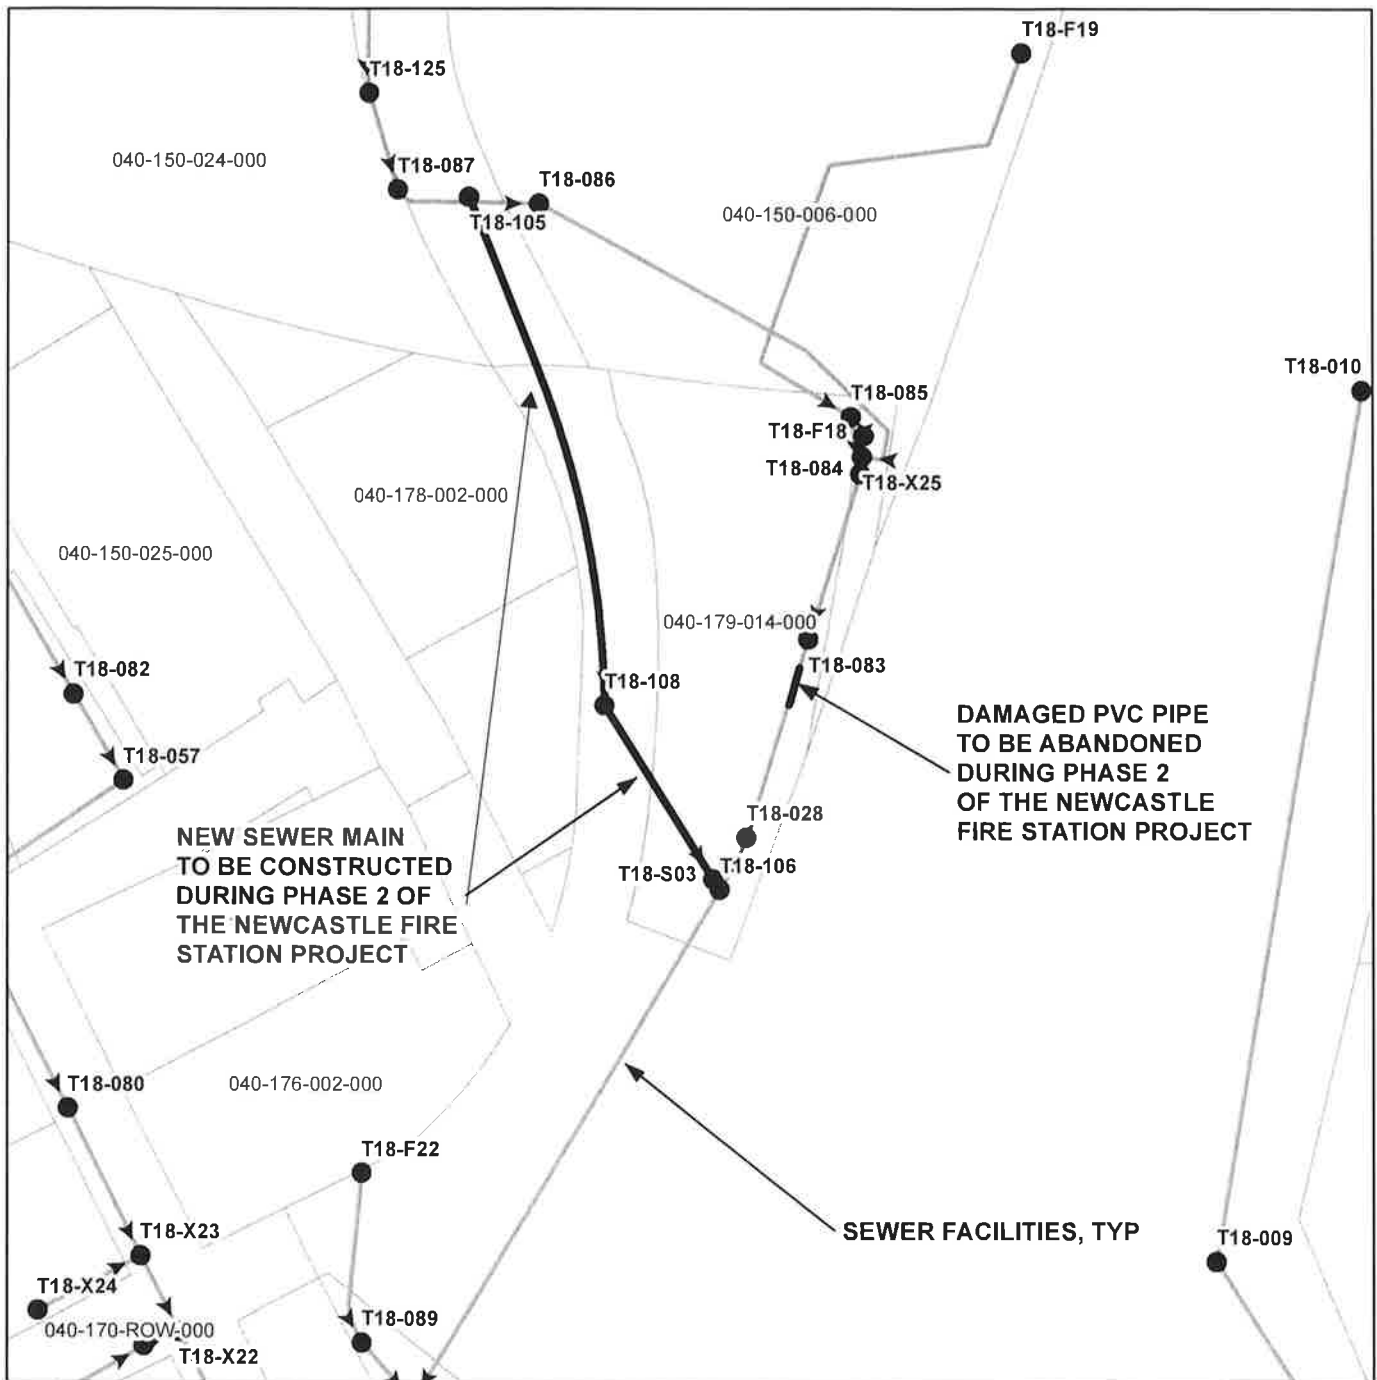 T18-F19
T18-125
040-150-024-000
T18-087
T18-086
T18-105
040-150-006-000
T18-010
T18-085
T18-F18
T18-084
T18-X25
040-178-002-000
040-150-025-000
040-179-014-000
T18-083
T18-082
T18-108
DAMAGED PVC PIPE
TO BE ABANDONED
DURING PHASE 2
OF THE NEWCASTLE
FIRE STATION PROJECT
T18-057
T18-028
NEW SEWER MAIN
TO BE CONSTRUCTED
DURING PHASE 2 OF
THE NEWCASTLE FIRE
STATION PROJECT
T18-S03
T18-106
T18-080
040-176-002-000
T18-F22
T18-X23
SEWER FACILITIES, TYP
T18-009
T18-X24
T18-089
040-170-ROW-000
T18-X22